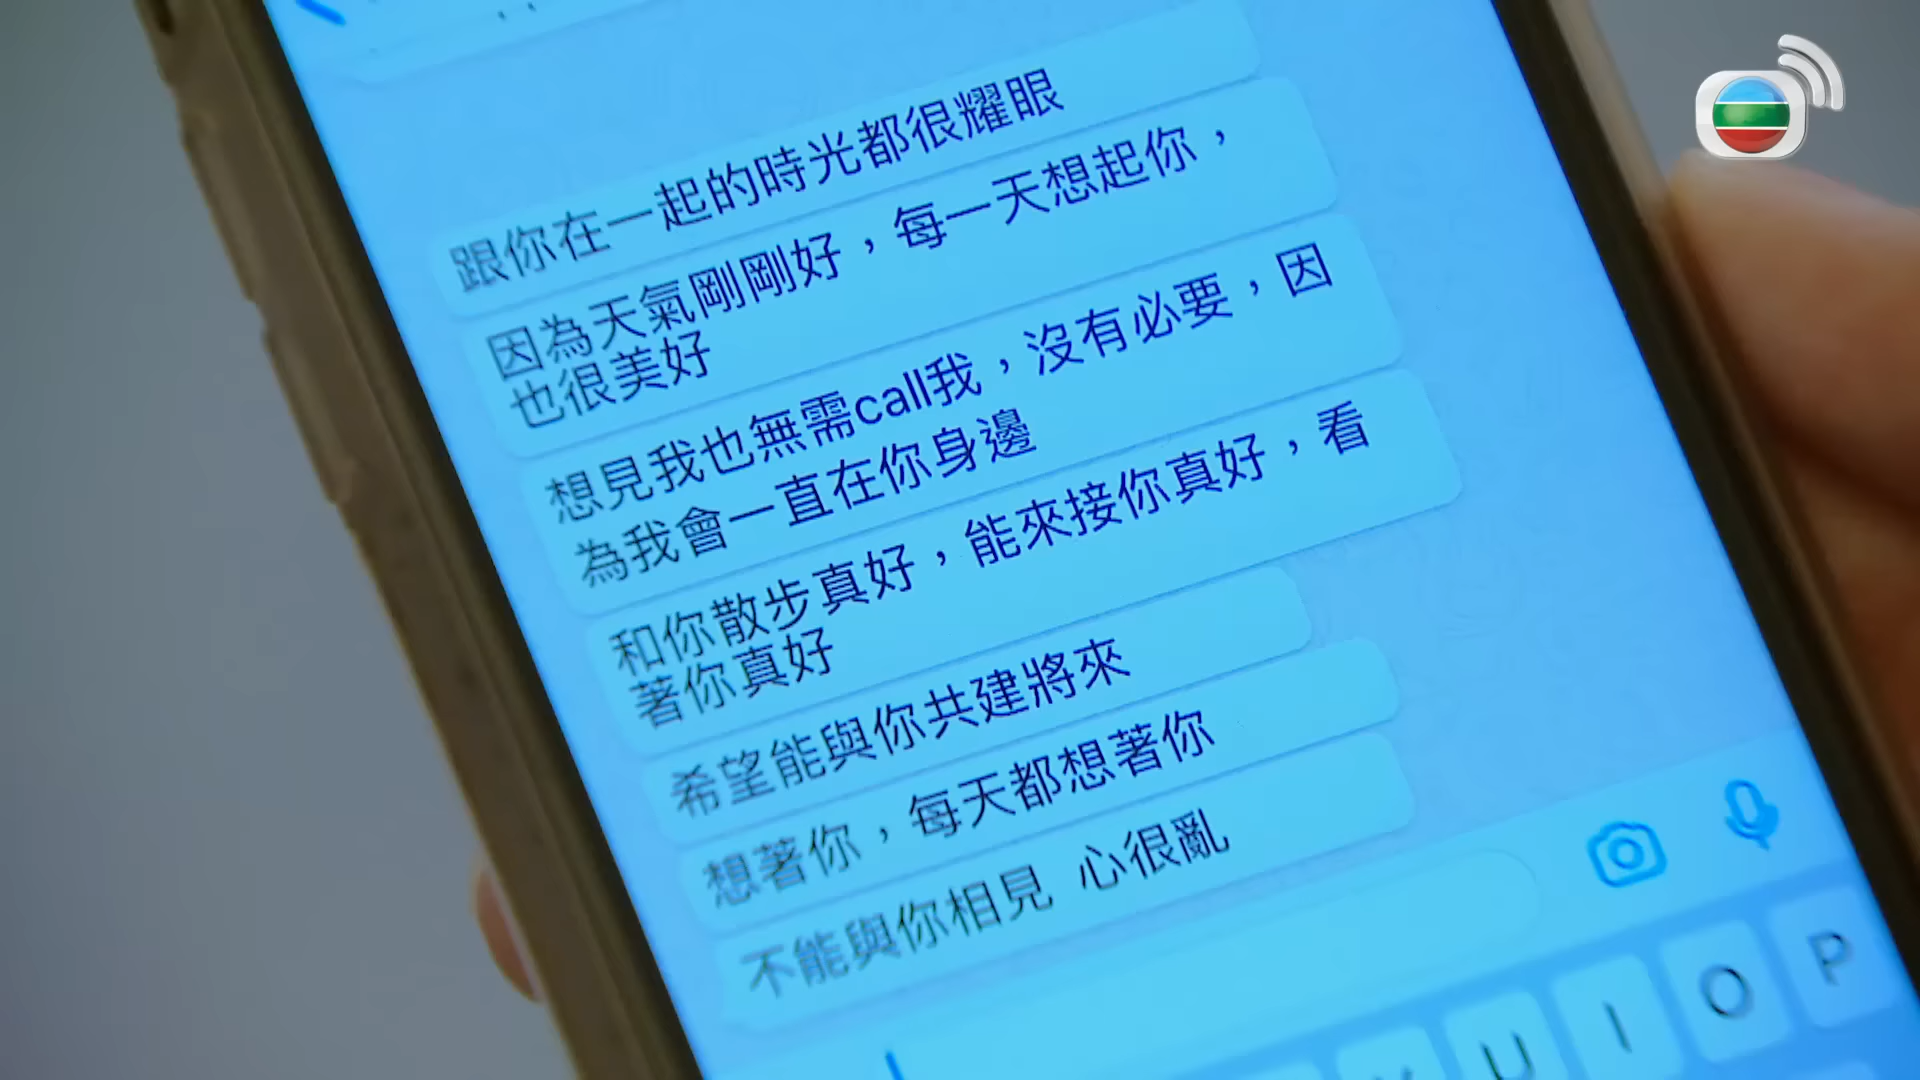 跟你在一起的時光都很耀眼
因為天氣剛剛好，每一天想起你，
也很美好
想見我也無需call我，沒有必要，因
為我會一直在你身邊
和你散步真好，能來接你真好，看
著你真好
希望能與你共建將來
想著你，每天都想著你
不能與你相見 心很亂
U I O P